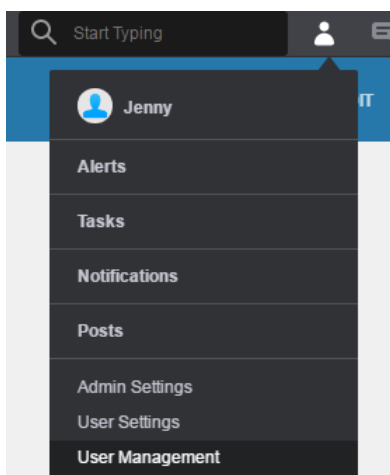 Start Typing
Jenny
Alerts
Tasks
Notifications
Posts
Admin Settings
User Settings
User Management